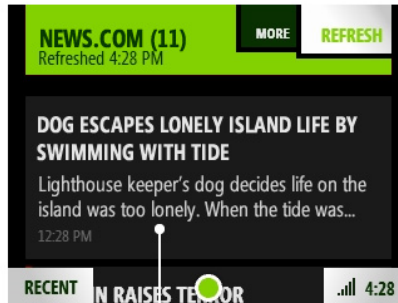 NEWS.COM (11)
MORE
REFRESH
Refreshed 4:28 PM
DOG ESCAPES LONELY ISLAND LIFE BY
SWIMMING WITH TIDE
Lighthouse keeper's dog decides life on the
island was too lonely. When the tide was...
12:28 PM
RECENT
N RAISES TERROR
4:28